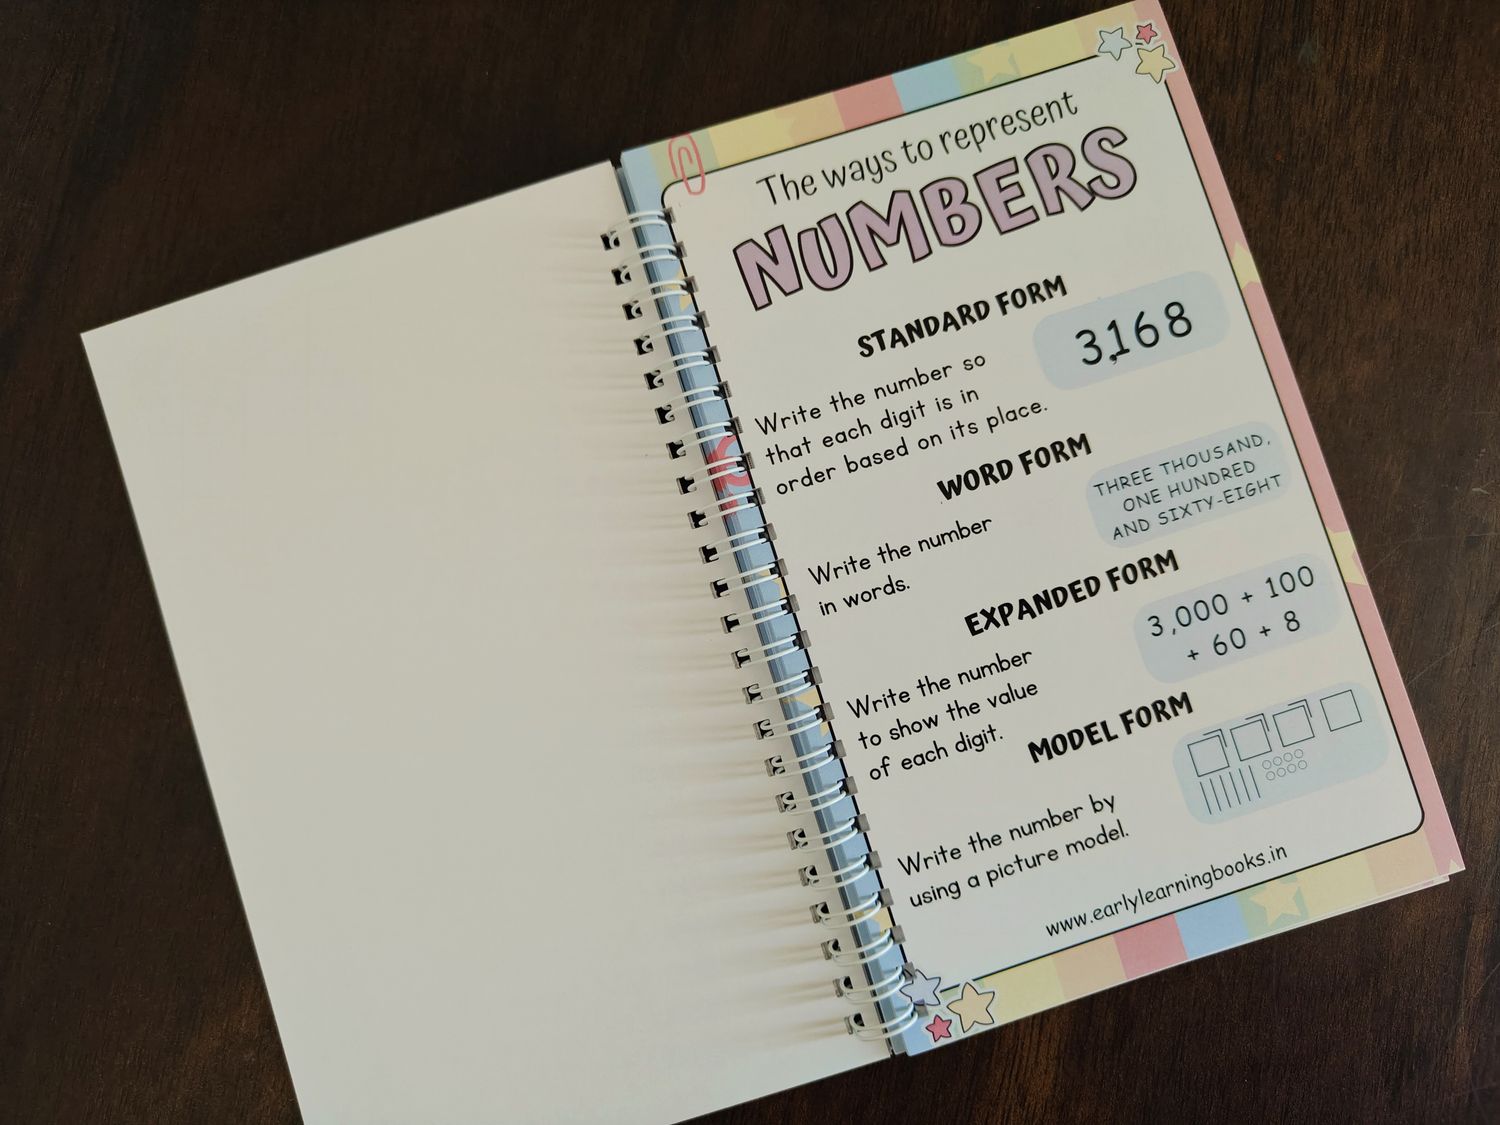 The ways to represent
NUMBERS
STANDARD FORM
Write the number so
that each digit is in
order based on its place.
3,168
WORD FORM
Write the number
in words.
THREE THOUSAND,
ONE HUNDRED
AND SIXTY-EIGHT
EXPANDED FORM
Write the number
to show the value
of each digit.
3,000 + 100
+ 60 + 8
MODEL FORM
Write the number by
using a picture model.
www.earlylearningbooks.in